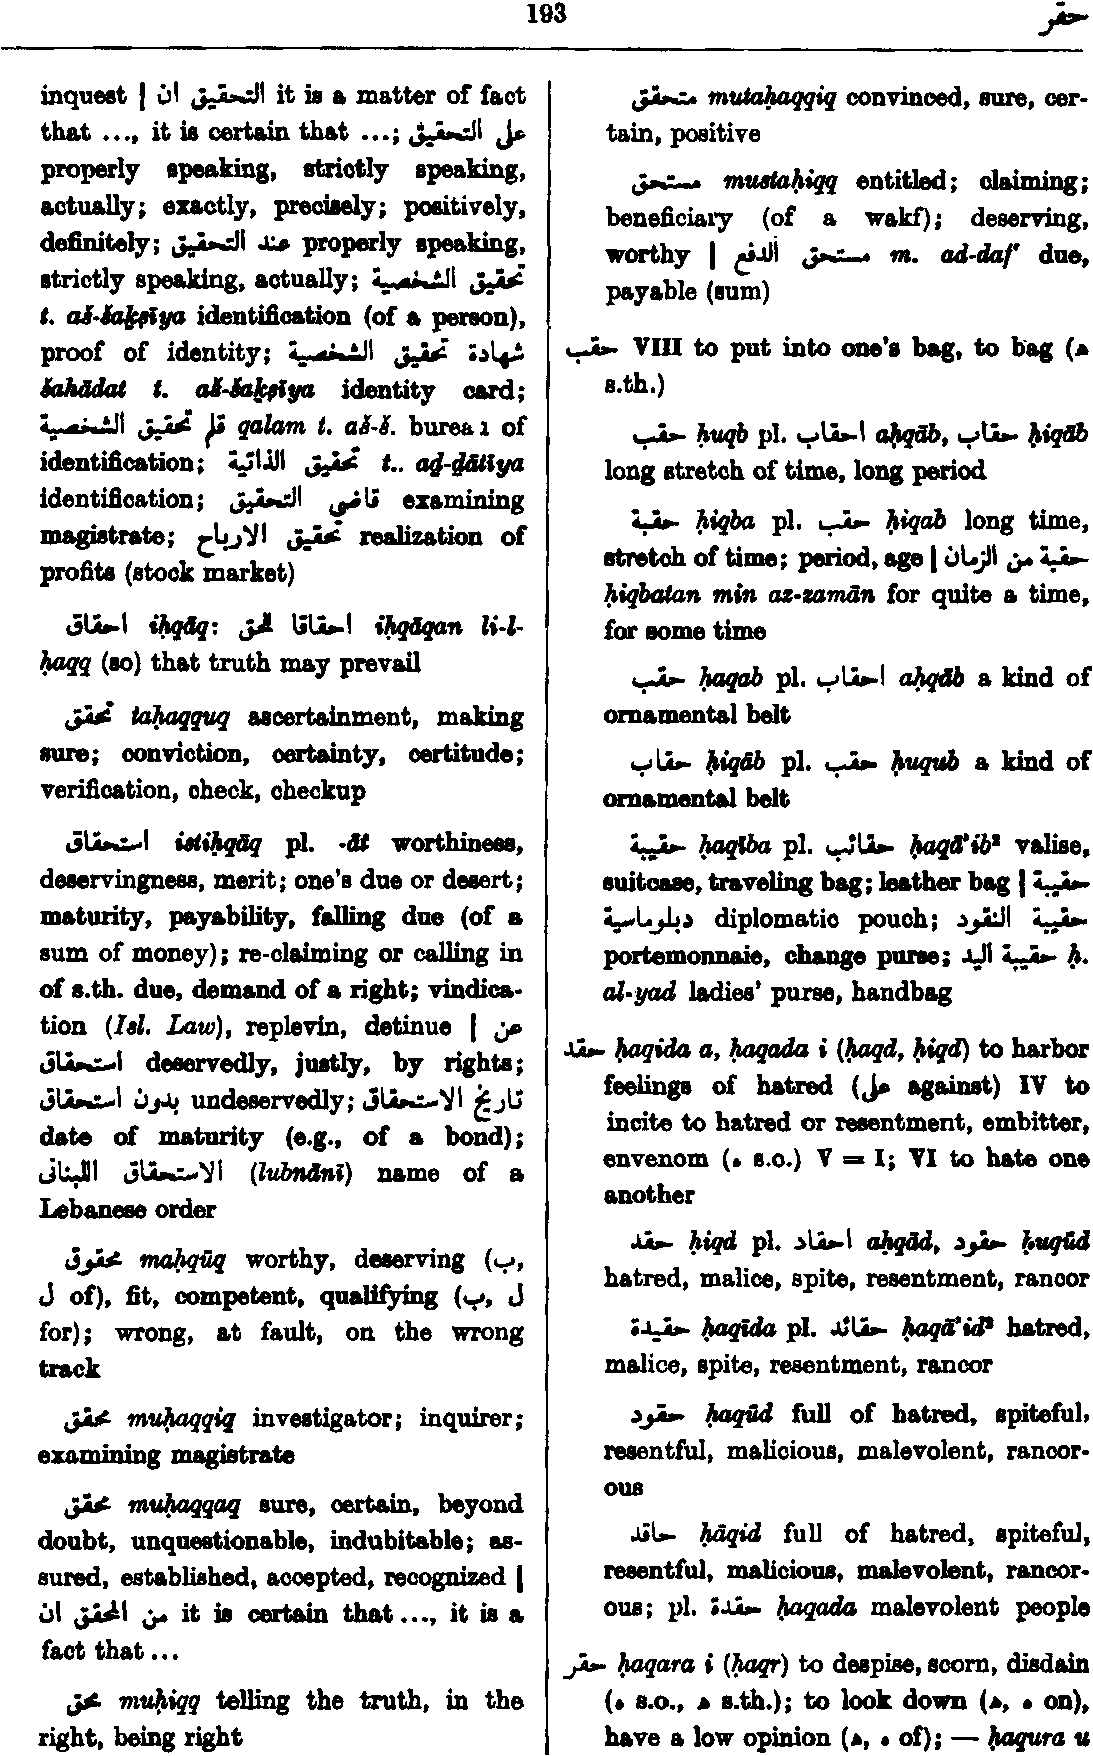 193
حقر
inquest | التحقيق ان it is a matter of fact
that ..., it is certain that ...; على التحقيق
properly speaking, strictly speaking,
actually; exactly, precisely; positively,
definitely; عند التحقيق properly speaking,
strictly speaking, actually; تحقيق الشخصية
t. aš-šaḵṣīya identification (of a person),
proof of identity; شهادة تحقيق الشخصية
šahādat t. aš-šaḵṣīya identity card;
قلم تحقيق الشخصية qalam t. aš-š. bureau of
identification; تحقيق الذاتية t.. aḏ-ḏātīya
identification; قاضي التحقيق examining
magistrate; تحقيق الارباح realization of
profits (stock market)
احقاق iḥqāq: احقاقا للحق iḥqāqan li-l-
ḥaqq (so) that truth may prevail
تحقق taḥaqquq ascertainment, making
sure; conviction, certainty, certitude;
verification, check, checkup
استحقاق istiḥqāq pl. -āt worthiness,
deservingness, merit; one's due or desert;
maturity, payability, falling due (of a
sum of money); re-claiming or calling in
of s.th. due, demand of a right; vindica-
tion (Isl. Law), replevin, detinue | عن
استحقاق deservedly, justly, by rights;
بدون استحقاق undeservedly; تاريخ الاستحقاق
date of maturity (e.g., of a bond);
الاستحقاق اللبنانى (lubnānī) name of a
Lebanese order
محقوق maḥqūq worthy, deserving (ب,
ل of), fit, competent, qualifying (ب, ل
for); wrong, at fault, on the wrong
track
محقق muḥaqqiq investigator; inquirer;
examining magistrate
محقق muḥaqqaq sure, certain, beyond
doubt, unquestionable, indubitable; as-
sured, established, accepted, recognized |
من المحقق ان it is certain that ..., it is a
fact that ...
محق muḥiqq telling the truth, in the
right, being right
متحقق mutaḥaqqiq convinced, sure, cer-
tain, positive
مستحق mustaḥiqq entitled; claiming;
beneficiary (of a wakf); deserving,
worthy | مستحق الدفع m. ad-daf‘ due,
payable (sum)
حقب VIII to put into one's bag, to bag (ه
s.th.)
حقب ḥuqb pl. احقاب aḥqāb, حقاب ḥiqāb
long stretch of time, long period
حقبة ḥiqba pl. حقب ḥiqab long time,
stretch of time; period, age | حقبة من الزمان
ḥiqbatan min az-zamān for quite a time,
for some time
حقب ḥaqab pl. احقاب aḥqāb a kind of
ornamental belt
حقاب ḥiqāb pl. حقب ḥuqub a kind of
ornamental belt
حقيبة ḥaqība pl. حقائب ḥaqā’ib² valise,
suitcase, traveling bag; leather bag | حقيبة
دبلوماسية diplomatic pouch; حقيبة النقود
portemonnaie, change purse; حقيبة اليد ḥ.
al-yad ladies' purse, handbag
حقد ḥaqida a, ḥaqada i (ḥaqd, ḥiqd) to harbor
feelings of hatred (على against) IV to
incite to hatred or resentment, embitter,
envenom (ه s.o.) V = I; VI to hate one
another
حقد ḥiqd pl. احقاد aḥqād, حقود ḥuqūd
hatred, malice, spite, resentment, rancor
حقيدة ḥaqīda pl. حقائد ḥaqā’id² hatred,
malice, spite, resentment, rancor
حقود ḥaqūd full of hatred, spiteful,
resentful, malicious, malevolent, rancor-
ous
حاقد ḥāqid full of hatred, spiteful,
resentful, malicious, malevolent, rancor-
ous; pl. حقدة ḥaqada malevolent people
حقر ḥaqara i (ḥaqr) to despise, scorn, disdain
(ه s.o., ه s.th.); to look down (ه, ه on),
have a low opinion (ه, ه of); — ḥaqura u